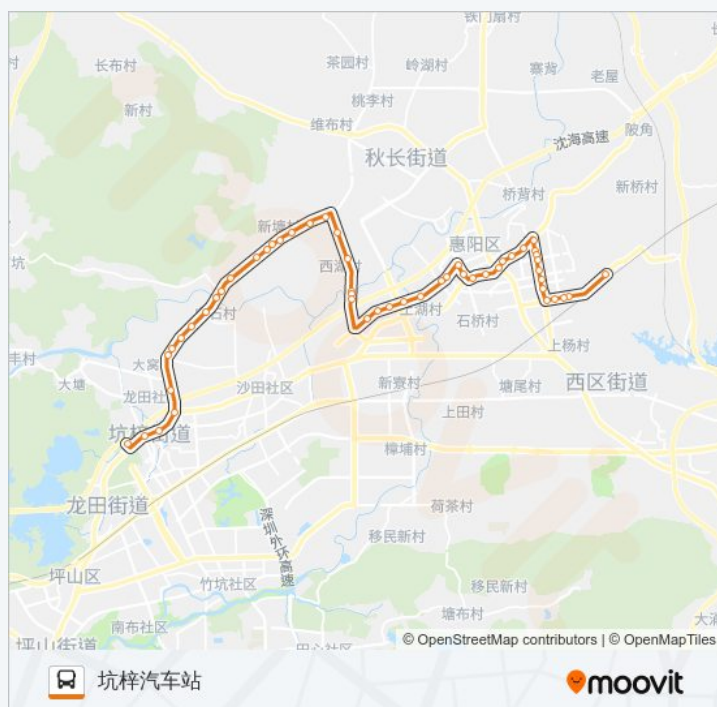 铁门扇村
长布村
茶园村
岭湖村
寨背
老屋
新村
桃李村
维布村
陂角
沈海高速
秋长街道
桥背村
新桥村
新塘村
惠阳区
坑
西湖村
石村
上湖村
石桥村
丰村
大窝
上杨村
大塘
龙田社
沙田社区
新寮村
塘尾村
西区街道
上田村
坑梓街道
樟埔村
龙田街道
荷茶村
深圳外环高速
移民新村
坪山区
竹坑社区
移民新村
塘布村
南布社区
大涌
坪山街道
田心社区
© OpenStreetMap contributors | © OpenMapTiles
坑梓汽车站
moovit